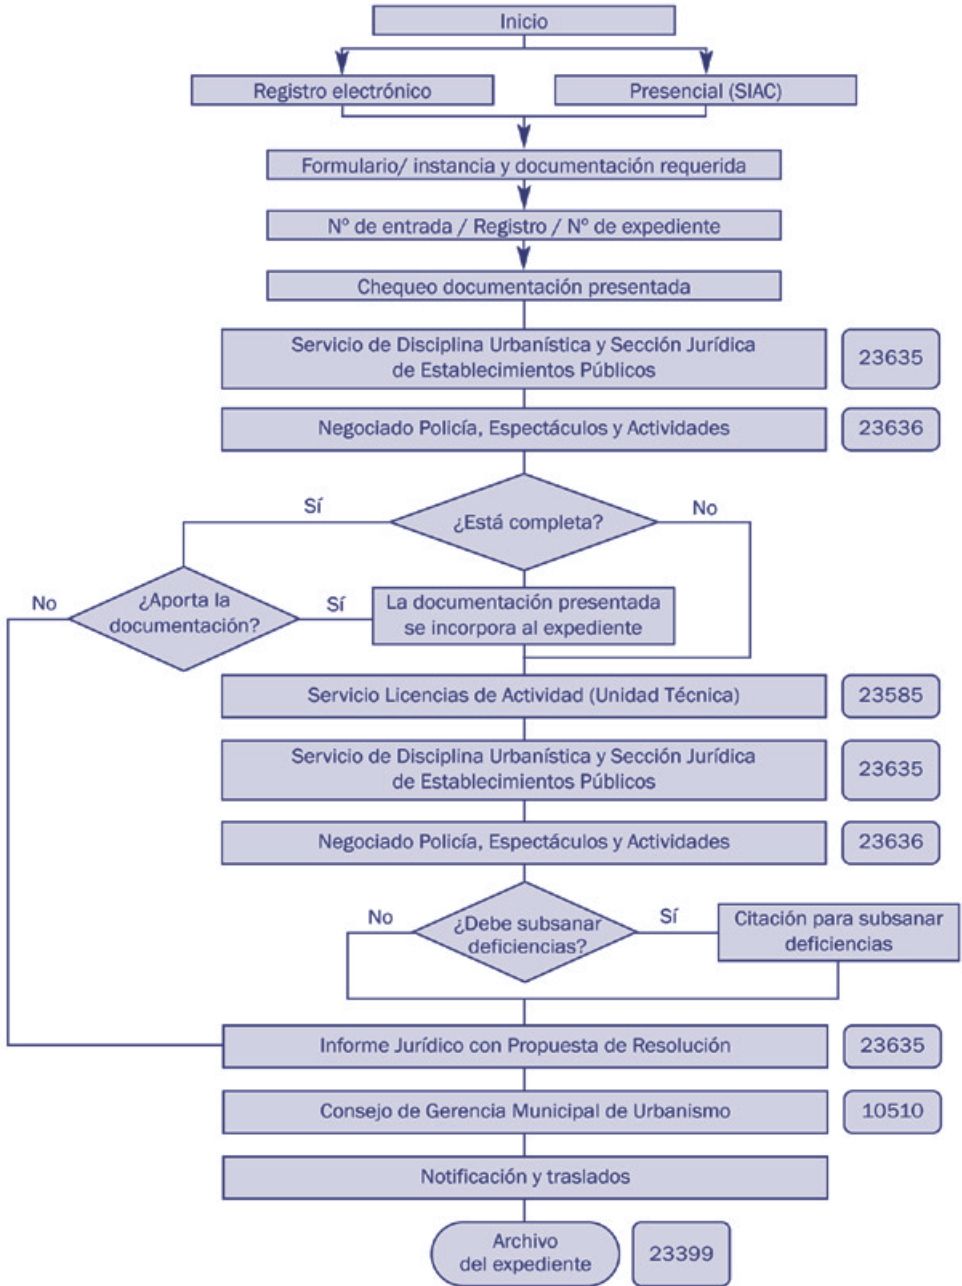 Inicio
Registro electrónico
Presencial (SIAC)
Formulario/ instancia y documentación requerida
Nº de entrada / Registro / Nº de expediente
Chequeo documentación presentada
Servicio de Disciplina Urbanística y Sección Jurídica
de Establecimientos Públicos
23635
Negociado Policía, Espectáculos y Actividades
23636
Sí
¿Está completa?
No
No
¿Aporta la
documentación?
Sí
La documentación presentada
se incorpora al expediente
Servicio Licencias de Actividad (Unidad Técnica)
23585
Servicio de Disciplina Urbanística y Sección Jurídica
de Establecimientos Públicos
23635
Negociado Policía, Espectáculos y Actividades
23636
No
¿Debe subsanar
deficiencias?
Sí
Citación para subsanar
deficiencias
Informe Jurídico con Propuesta de Resolución
23635
Consejo de Gerencia Municipal de Urbanismo
10510
Notificación y traslados
Archivo
del expediente
23399